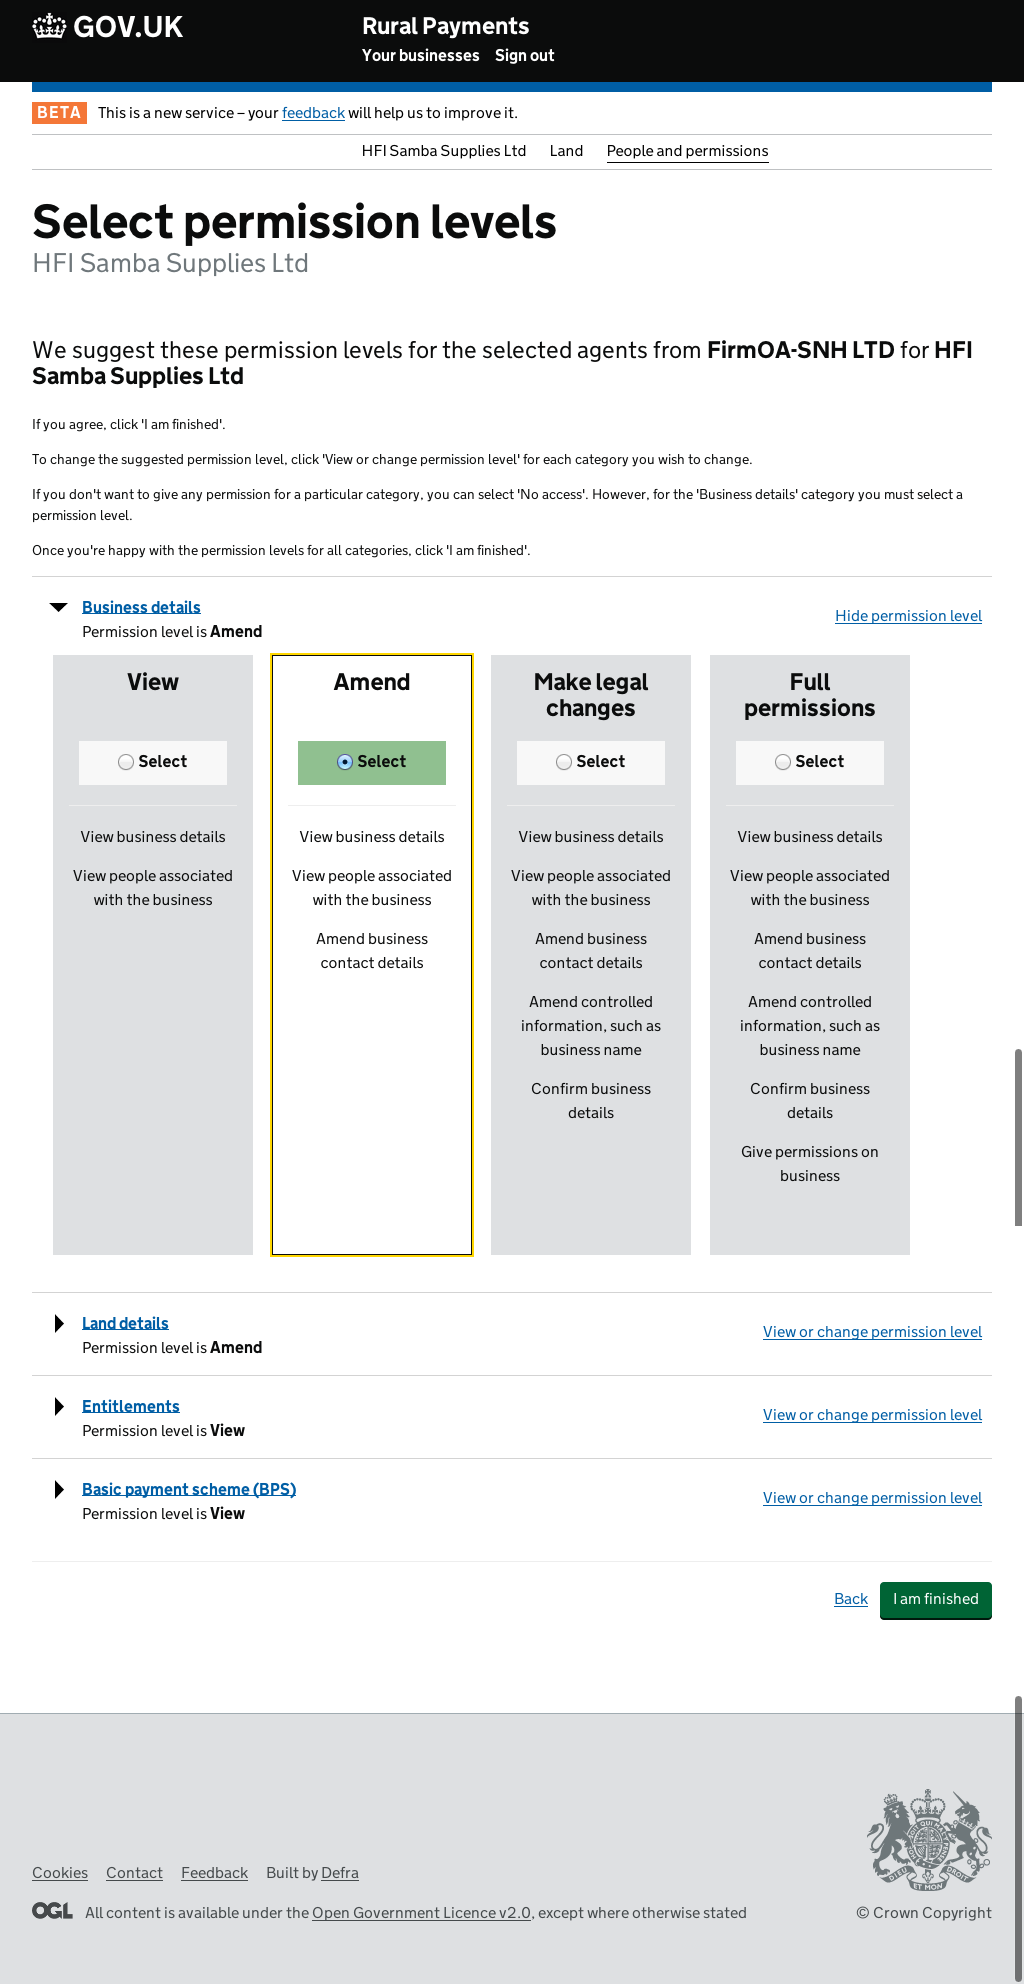 GOV.UK
Rural Payments
Your businesses Sign out
BETA This is a new service – your feedback will help us to improve it.
HFI Samba Supplies Ltd Land People and permissions
Select permission levels
HFI Samba Supplies Ltd
We suggest these permission levels for the selected agents from FirmOA-SNH LTD for HFI
Samba Supplies Ltd
If you agree, click 'I am finished'.
To change the suggested permission level, click 'View or change permission level' for each category you wish to change.
If you don't want to give any permission for a particular category, you can select 'No access'. However, for the 'Business details' category you must select a
permission level.
Once you're happy with the permission levels for all categories, click 'I am finished'.
Business details
Permission level is Amend
Hide permission level
View
Select
View business details
View people associated
with the business
Amend
Select
View business details
View people associated
with the business
Amend business
contact details
Make legal
changes
Select
View business details
View people associated
with the business
Amend business
contact details
Amend controlled
information, such as
business name
Confirm business
details
Full
permissions
Select
View business details
View people associated
with the business
Amend business
contact details
Amend controlled
information, such as
business name
Confirm business
details
Give permissions on
business
Land details
Permission level is Amend
View or change permission level
Entitlements
Permission level is View
View or change permission level
Basic payment scheme (BPS)
Permission level is View
View or change permission level
Back I am finished
Cookies Contact Feedback Built by Defra
OGL All content is available under the Open Government Licence v2.0, except where otherwise stated
DIEU ET MON DROIT
© Crown Copyright